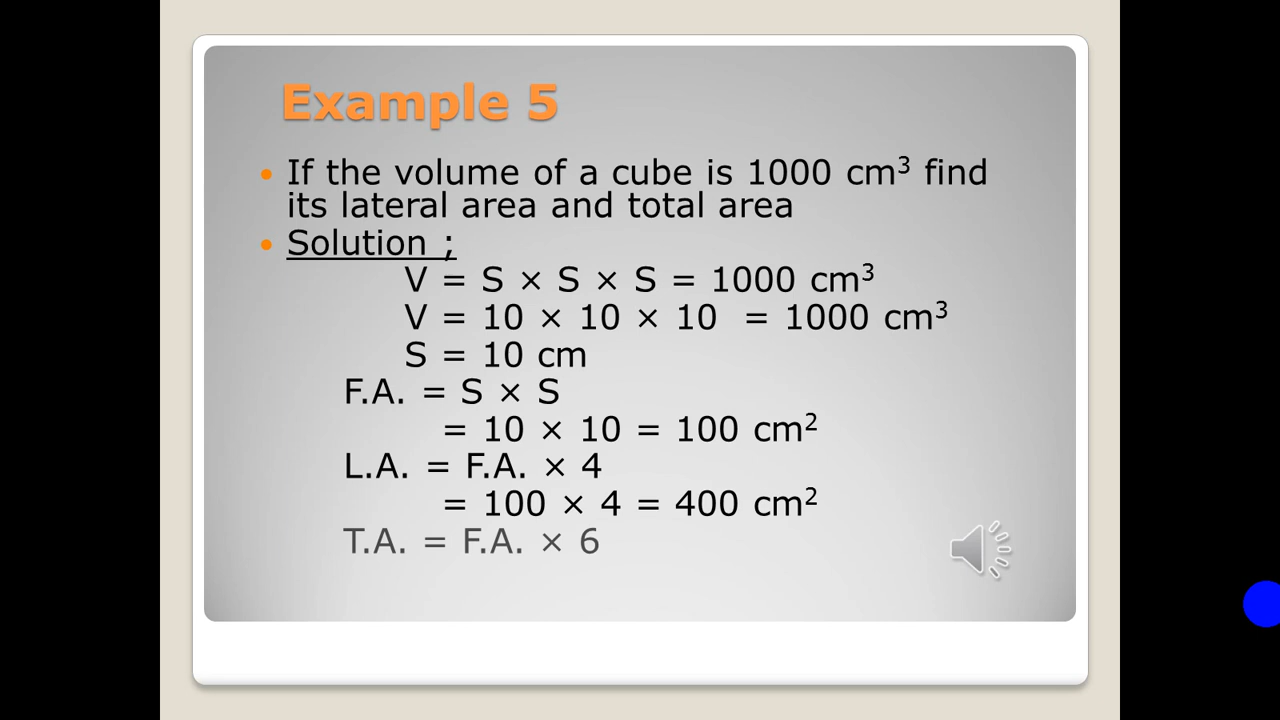 Example 5
• If the volume of a cube is 1000 cm³ find
its lateral area and total area
• Solution ;
V = S × S × S = 1000 cm³
V = 10 × 10 × 10 = 1000 cm³
S = 10 cm
F.A. = S × S
= 10 × 10 = 100 cm²
L.A. = F.A. × 4
= 100 × 4 = 400 cm²
T.A. = F.A. × 6